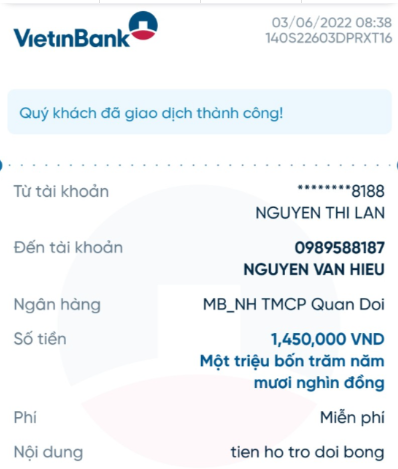 VietinBank
03/06/2022 08:38
140S22603DPRXT16
Quý khách đã giao dịch thành công!
Từ tài khoản ********8188
NGUYEN THI LAN
Đến tài khoản 0989588187
NGUYEN VAN HIEU
Ngân hàng MB_NH TMCP Quan Doi
Số tiền 1,450,000 VND
Một triệu bốn trăm năm
mươi nghìn đồng
Phí Miễn phí
Nội dung tien ho tro doi bong